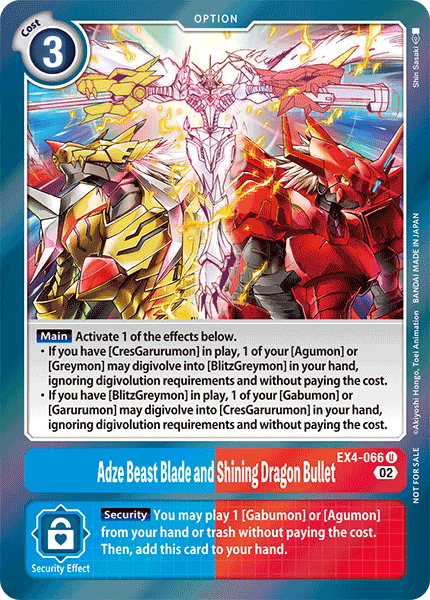 OPTION
Cost
3
Shin Sasaki
Main Activate 1 of the effects below.
・If you have [CresGarurumon] in play, 1 of your [Agumon] or
[Greymon] may digivolve into [BlitzGreymon] in your hand,
ignoring digivolution requirements and without paying the cost.
・If you have [BlitzGreymon] in play, 1 of your [Gabumon] or
[Garurumon] may digivolve into [CresGarurumon] in your hand,
ignoring digivolution requirements and without paying the cost.
EX4-066 U
Adze Beast Blade and Shining Dragon Bullet
02
Security You may play 1 [Gabumon] or [Agumon]
from your hand or trash without paying the cost.
Then, add this card to your hand.
Security Effect
NOT FOR SALE ©Akiyoshi Hongo, Toei Animation BANDAI MADE IN JAPAN